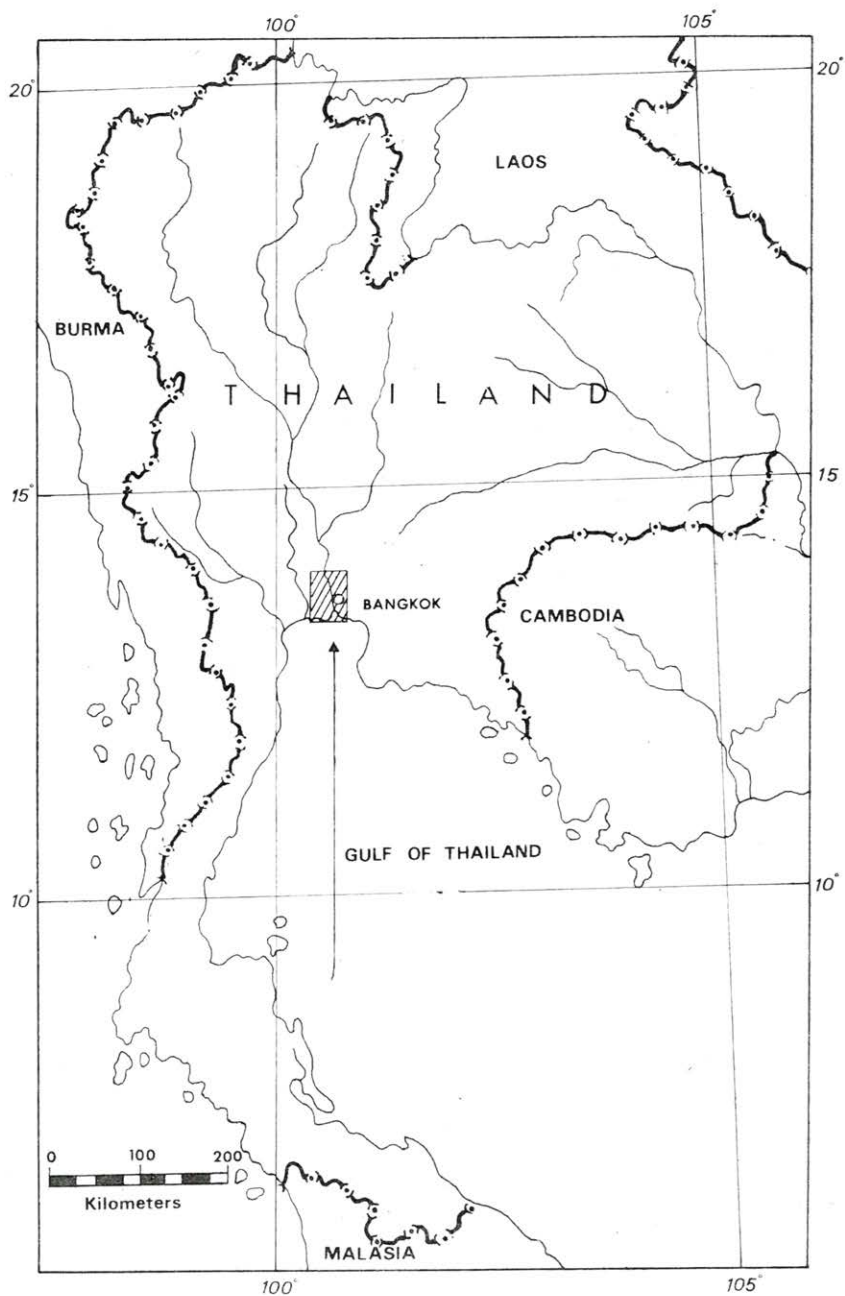 100°
105°
20°
20°
LAOS
BURMA
THAILAND
15°
15
BANGKOK
CAMBODIA
GULF OF THAILAND
10°
10°
0 100 200
Kilometers
MALASIA
100°
105°